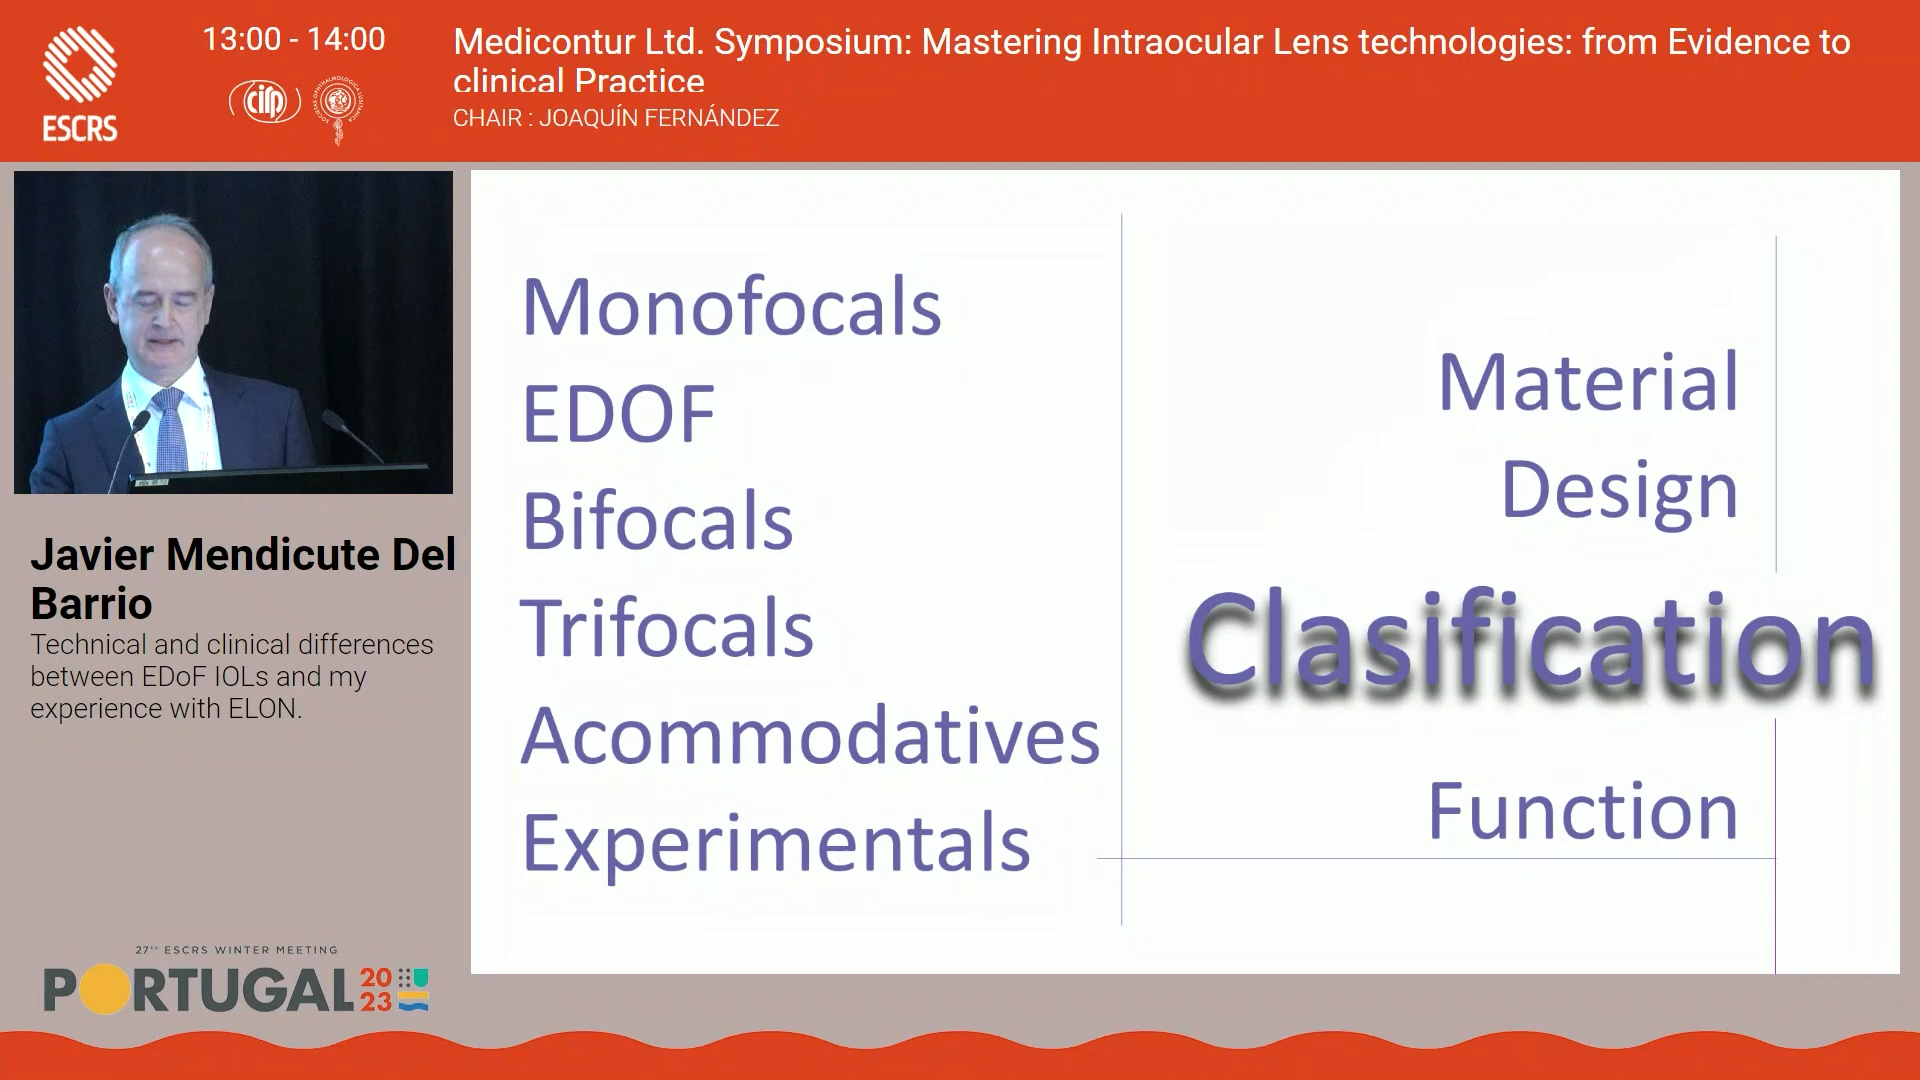 ESCRS
13:00 - 14:00
cirp
Medicontur Ltd. Symposium: Mastering Intraocular Lens technologies: from Evidence to
clinical Practice
CHAIR : JOAQUÍN FERNÁNDEZ
Javier Mendicute Del
Barrio
Technical and clinical differences
between EDoF IOLs and my
experience with ELON.
27TH ESCRS WINTER MEETING
PORTUGAL 2023
Monofocals
EDOF
Bifocals
Trifocals
Acommodatives
Experimentals
Material
Design
Clasification
Function